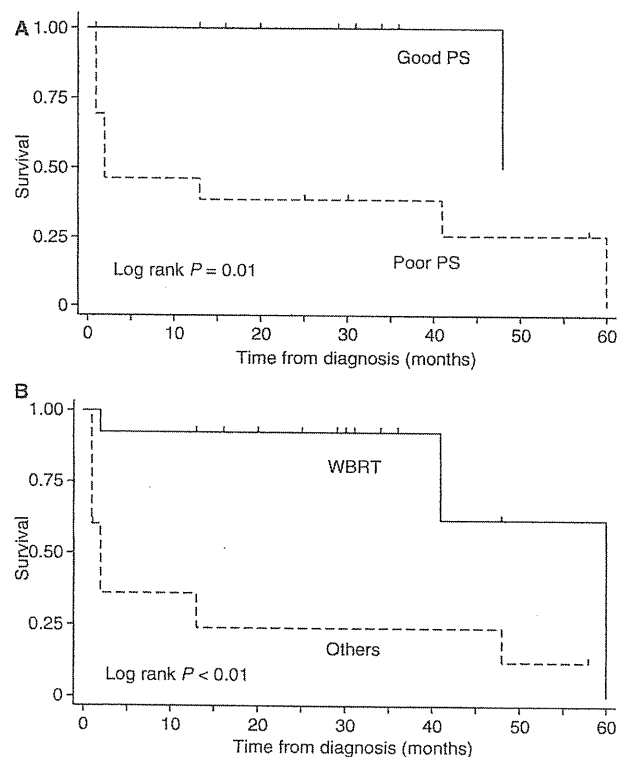 A
1.00
0.75
0.50
0.25
0
Survival
Good PS
Poor PS
Log rank P = 0.01
0 10 20 30 40 50 60
Time from diagnosis (months)
B
1.00
0.75
0.50
0.25
0
Survival
WBRT
Others
Log rank P < 0.01
0 10 20 30 40 50 60
Time from diagnosis (months)